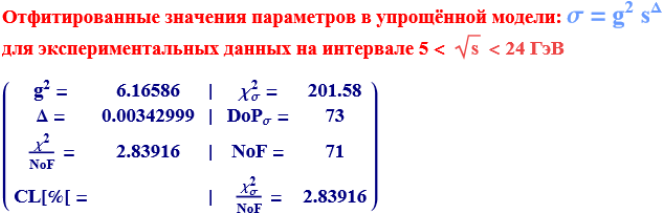 Отфитированные значения параметров в упрощённой модели: σ = g² s^Δ
для экспериментальных данных на интервале 5 < √s < 24 ГэВ
g² = 6.16586 | χ²σ = 201.58
Δ = 0.00342999 | DoPσ = 73
χ²/NoF = 2.83916 | NoF = 71
CL[%[ = | χ²σ/NoF = 2.83916